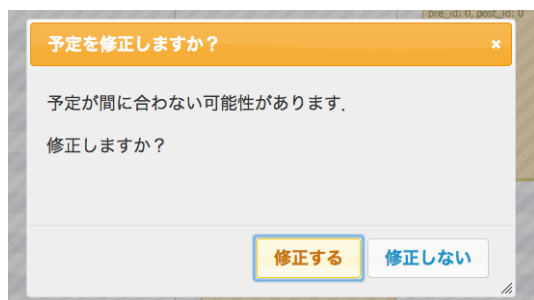 pre_id: 0, post_id: 0
予定を修正しますか？
×
予定が間に合わない可能性があります.
修正しますか？
修正する
修正しない